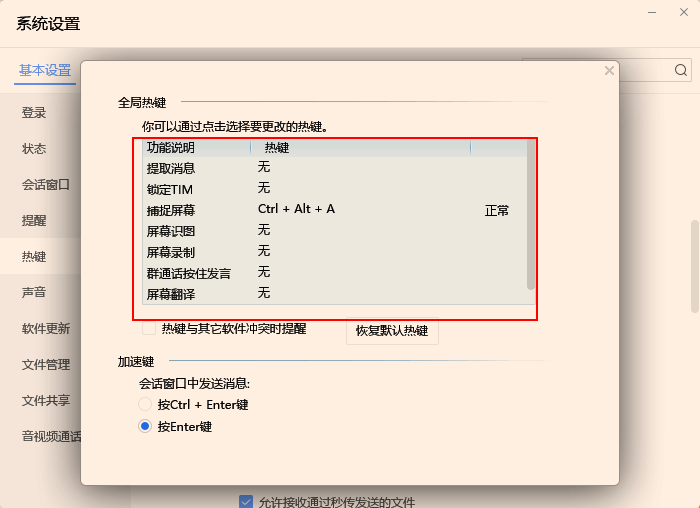 系统设置
基本设置
登录
状态
会话窗口
提醒
热键
声音
软件更新
文件管理
文件共享
音视频通话
全局热键
你可以通过点击选择要更改的热键。
功能说明 热键
提取消息 无
锁定TIM 无
捕捉屏幕 Ctrl + Alt + A 正常
屏幕识图 无
屏幕录制 无
群通话按住发言 无
屏幕翻译 无
热键与其它软件冲突时提醒 恢复默认热键
加速键
会话窗口中发送消息:
按Ctrl + Enter键
按Enter键
允许接收通过秒传发送的文件